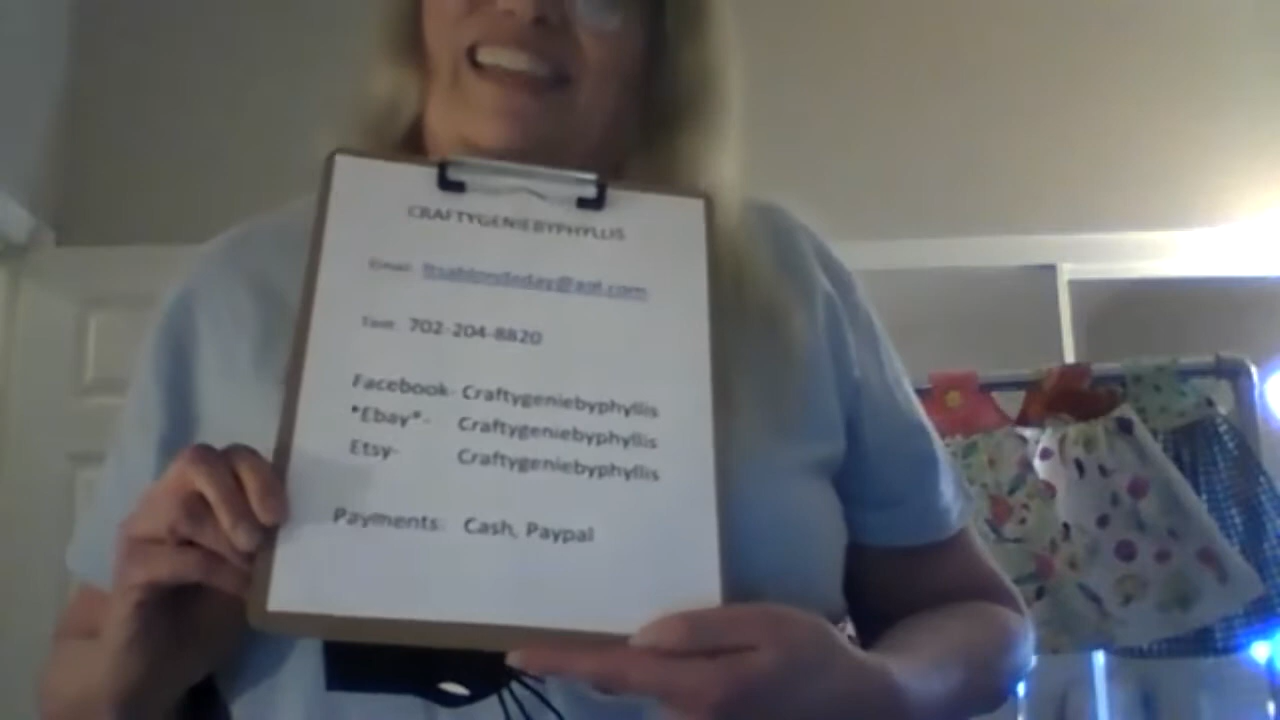 CRAFTYGENIEBYPHYLLIS
Email:
Text: 702-204-8820
Facebook- Craftygeniebyphyllis
*Ebay*- Craftygeniebyphyllis
Etsy- Craftygeniebyphyllis
Payments: Cash, Paypal